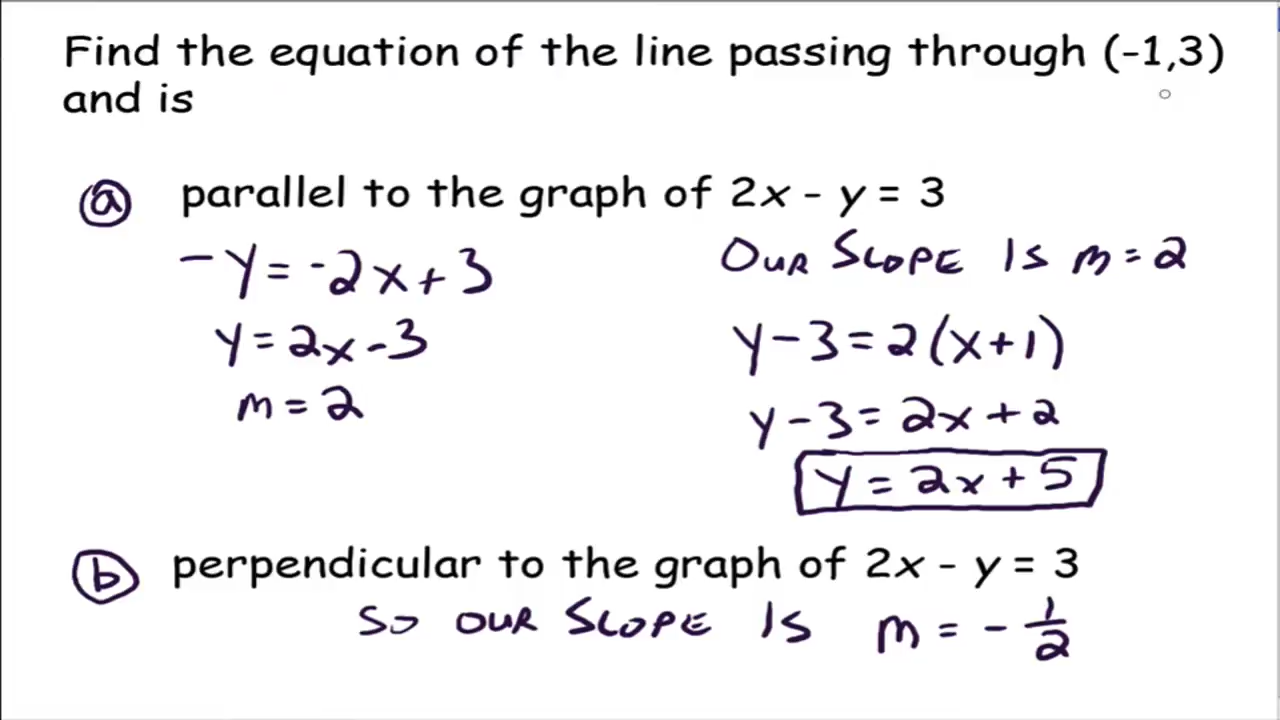 Find the equation of the line passing through (-1,3)
and is
(a) parallel to the graph of 2x - y = 3
-y = -2x + 3
y = 2x - 3
m = 2
OUR SLOPE IS m = 2
y - 3 = 2(x + 1)
y - 3 = 2x + 2
y = 2x + 5
(b) perpendicular to the graph of 2x - y = 3
SO OUR SLOPE IS m = - 1/2